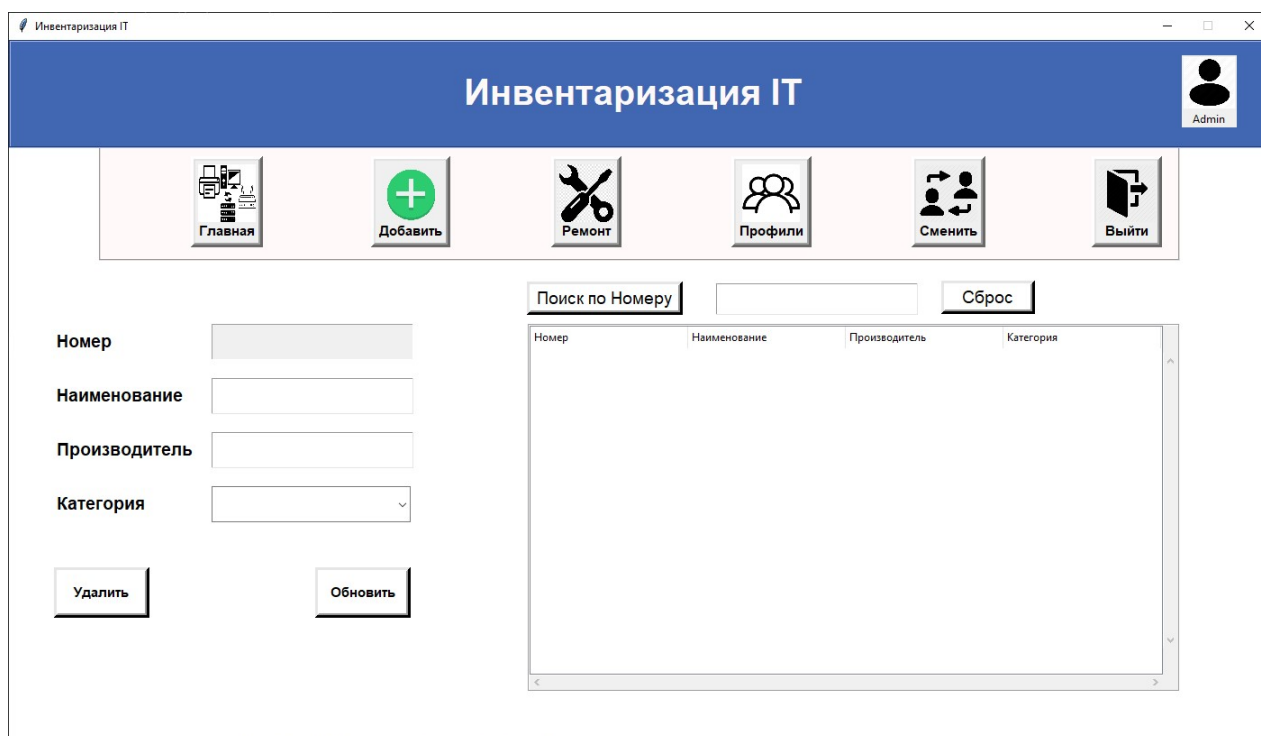 Инвентаризация IT
Инвентаризация IT
Admin
Главная Добавить Ремонт Профили Сменить Выйти
Поиск по Номеру Сброс
Номер Наименование Производитель Категория
Номер
Наименование
Производитель
Категория
Удалить Обновить